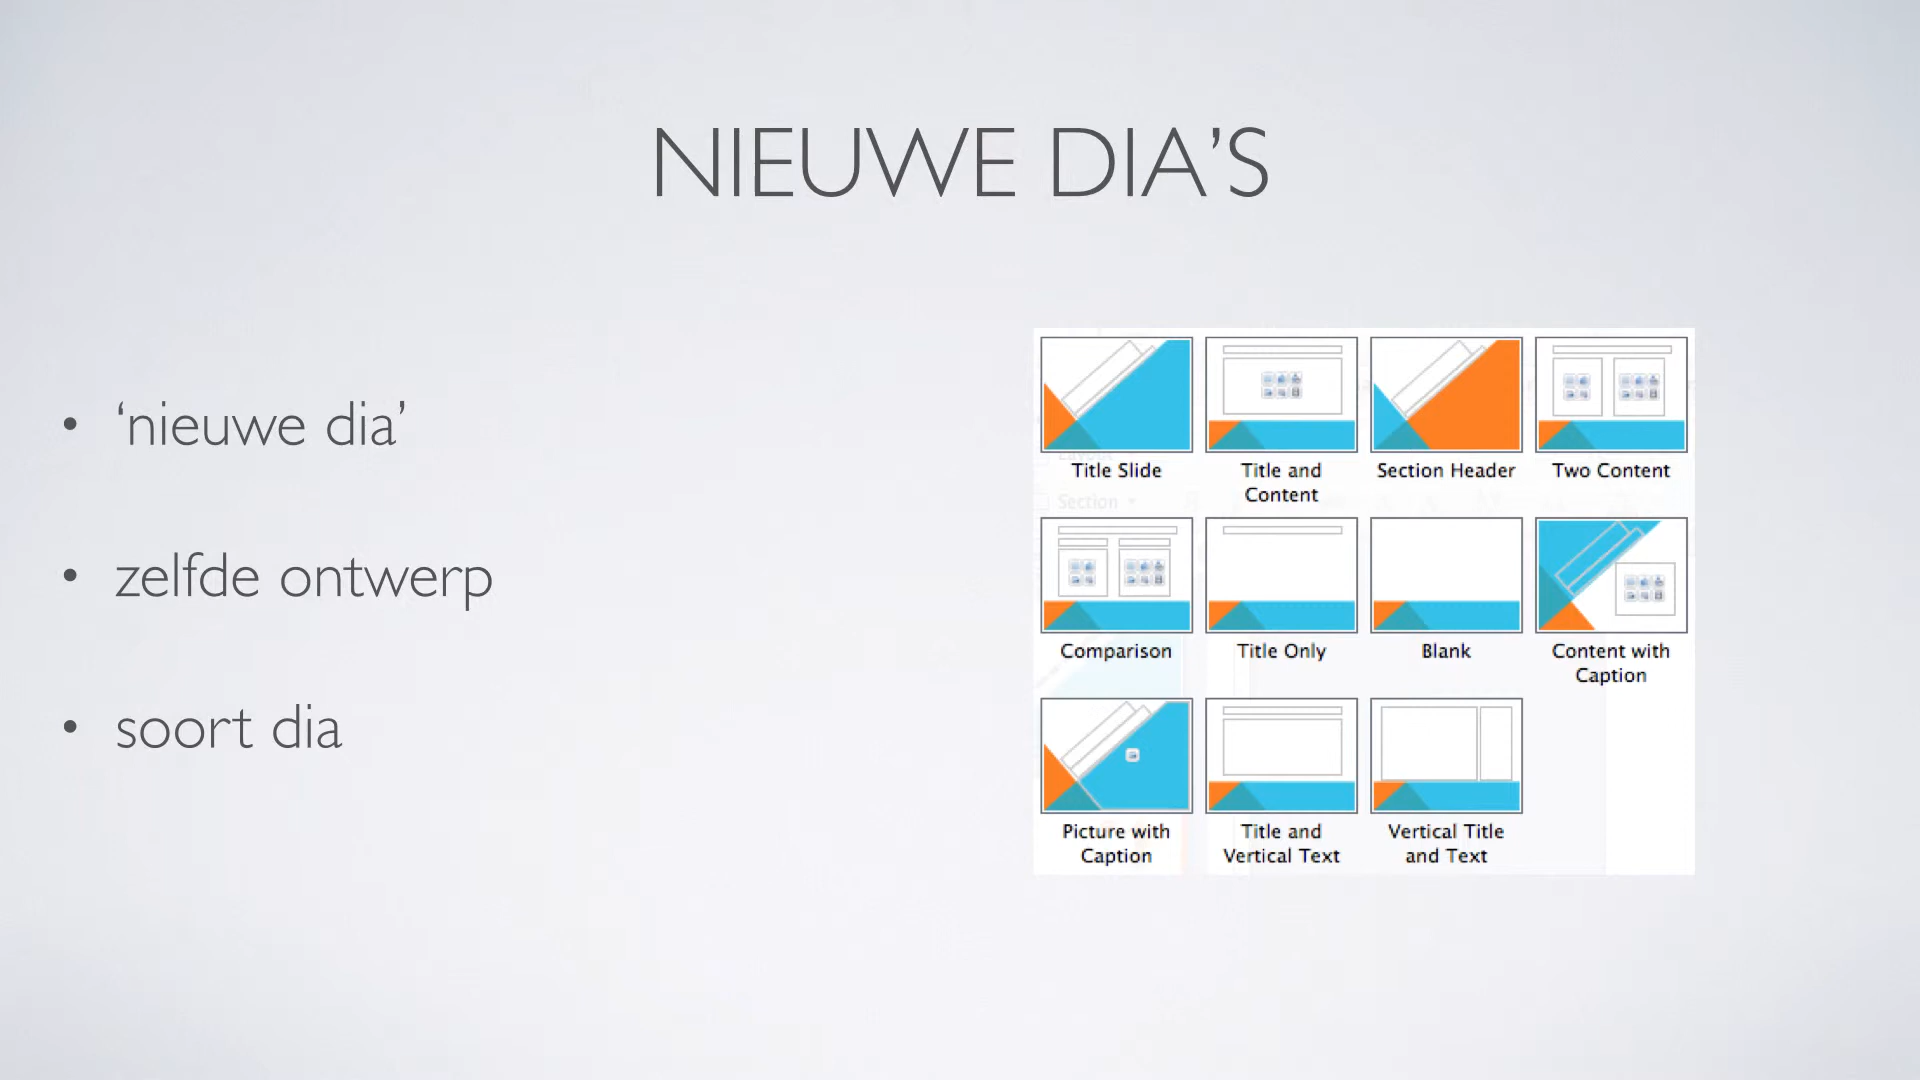 NIEUWE DIA’S
• ‘nieuwe dia’
• zelfde ontwerp
• soort dia
Title Slide
Title and
Content
Section Header
Two Content
Section
Comparison
Title Only
Blank
Content with
Caption
Picture with
Caption
Title and
Vertical Text
Vertical Title
and Text